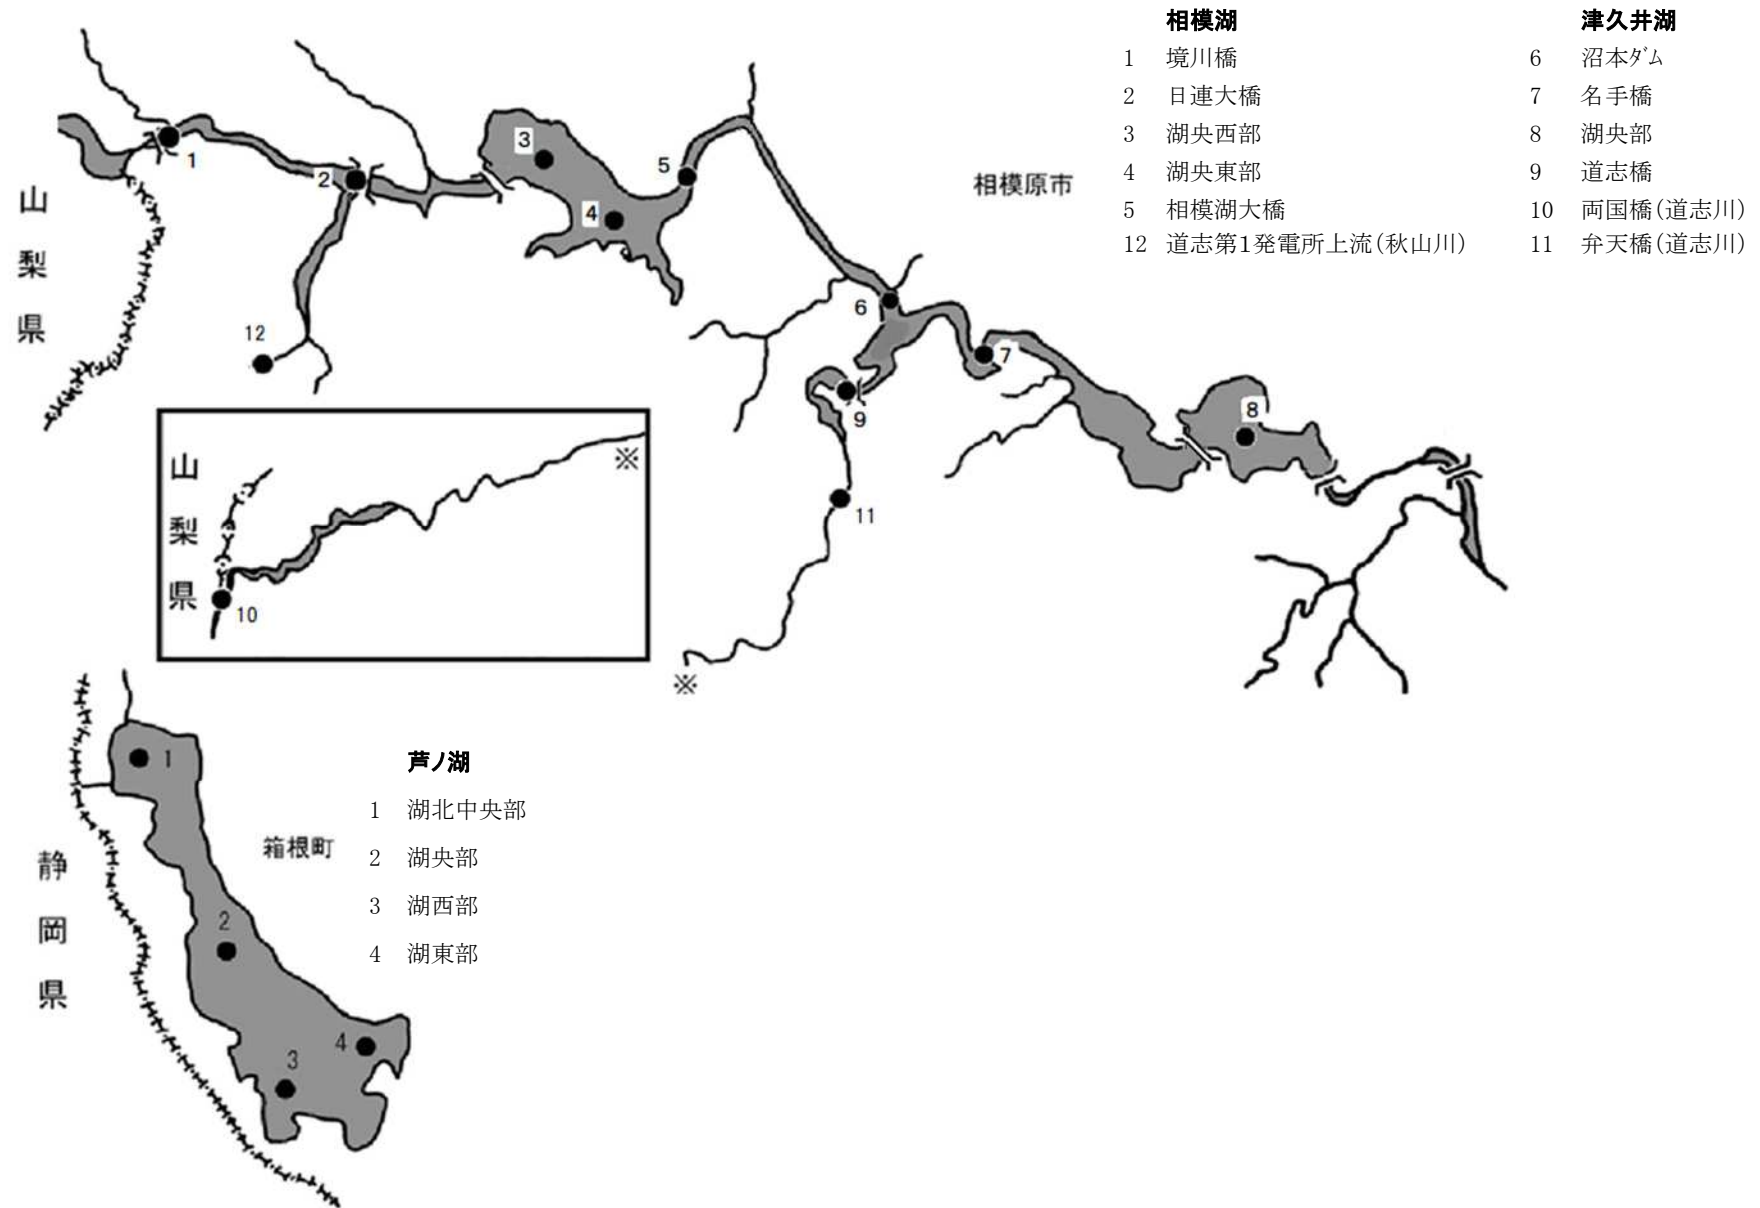 相模湖
1 境川橋
2 日連大橋
3 湖央西部
4 湖央東部
5 相模湖大橋
12 道志第1発電所上流(秋山川)
津久井湖
6 沼本ﾀﾞﾑ
7 名手橋
8 湖央部
9 道志橋
10 両国橋(道志川)
11 弁天橋(道志川)
山梨県
相模原市
1
2
3
4
5
6
7
8
9
11
12
※
山梨県
※
10
芦ノ湖
1 湖北中央部
2 湖央部
3 湖西部
4 湖東部
箱根町
静岡県
1
2
3
4